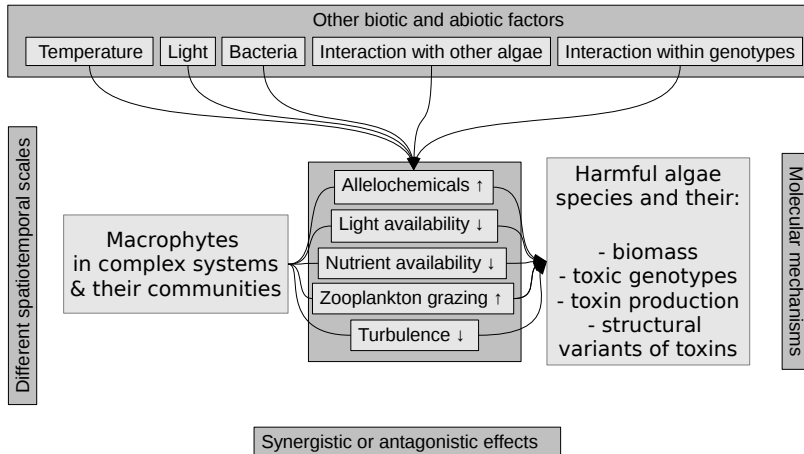 Other biotic and abiotic factors
Temperature
Light
Bacteria
Interaction with other algae
Interaction within genotypes
Different spatiotemporal scales
Macrophytes
in complex systems
& their communities
Allelochemicals ↑
Light availability ↓
Nutrient availability ↓
Zooplankton grazing ↑
Turbulence ↓
Harmful algae
species and their:
- biomass
- toxic genotypes
- toxin production
- structural
variants of toxins
Molecular mechanisms
Synergistic or antagonistic effects